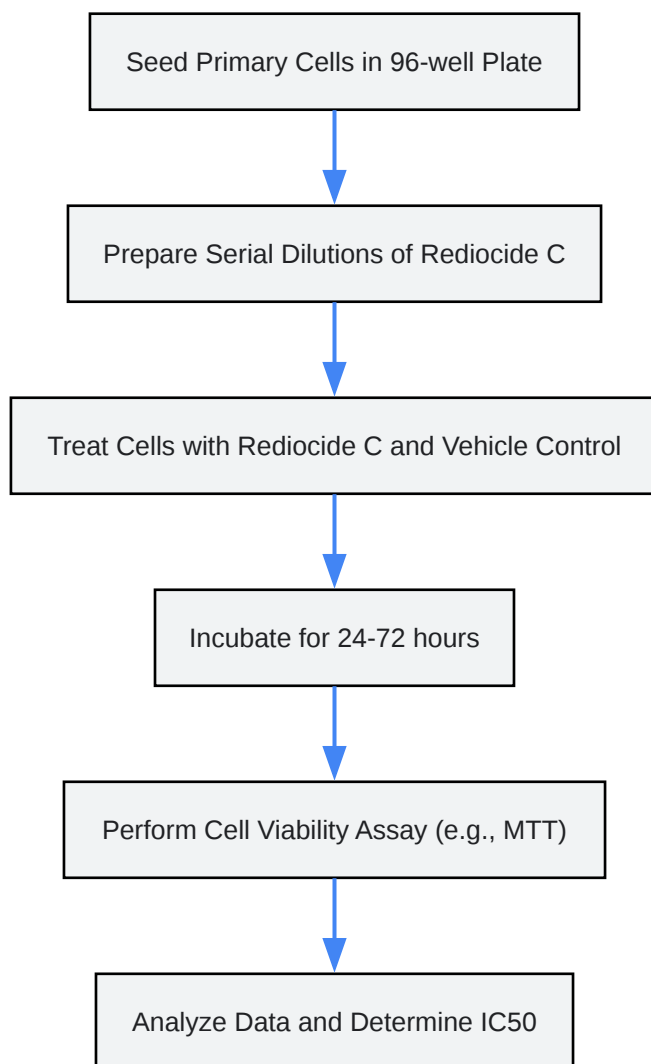 Seed Primary Cells in 96-well Plate
Prepare Serial Dilutions of Rediocide C
Treat Cells with Rediocide C and Vehicle Control
Incubate for 24-72 hours
Perform Cell Viability Assay (e.g., MTT)
Analyze Data and Determine IC50